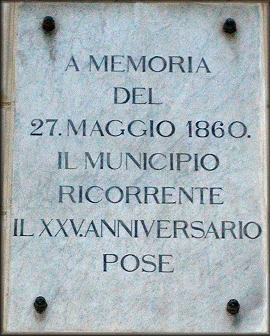 A MEMORIA
DEL
27. MAGGIO 1860.
IL MUNICIPIO
RICORRENTE
IL XXV. ANNIVERSARIO
POSE